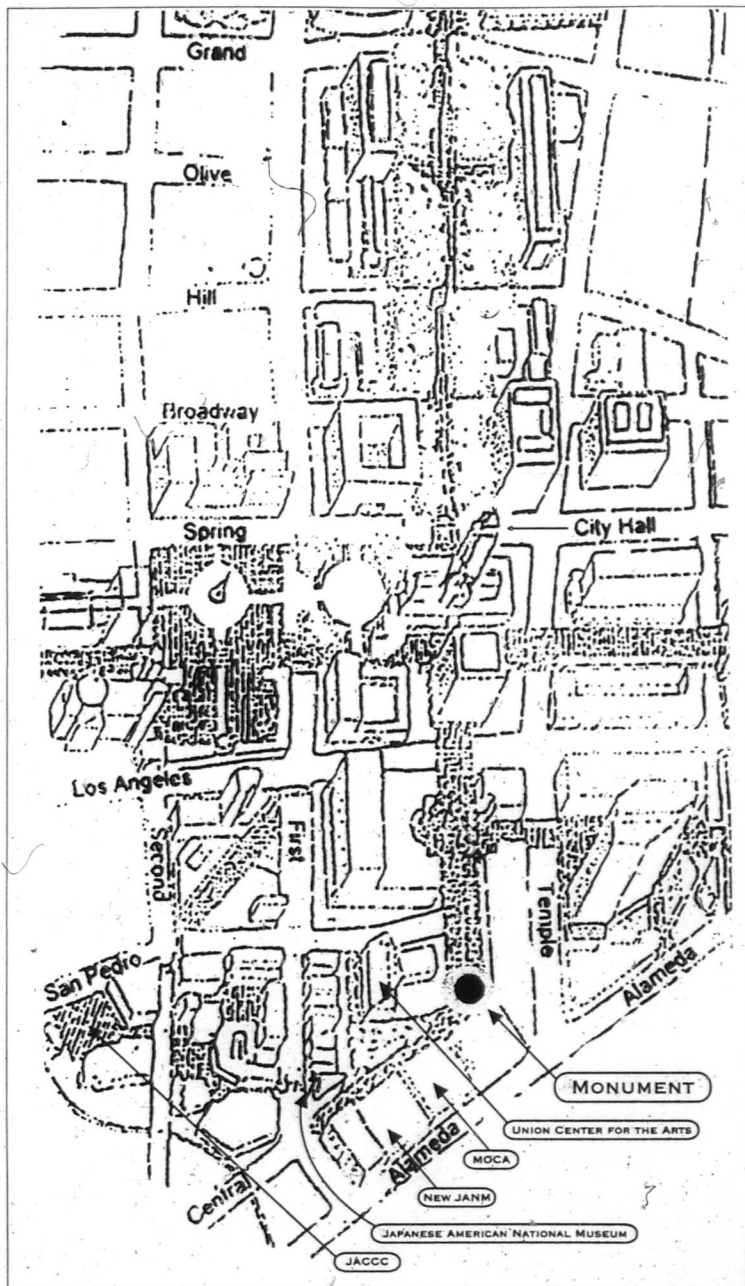 Grand
Olive
Hill
Broadway
Spring
City Hall
Los Angeles
Second
First
Temple
San Pedro
Alameda
MONUMENT
UNION CENTER FOR THE ARTS
MOCA
Alameda
NEW JANM
Central
JAPANESE AMERICAN NATIONAL MUSEUM
JACCC